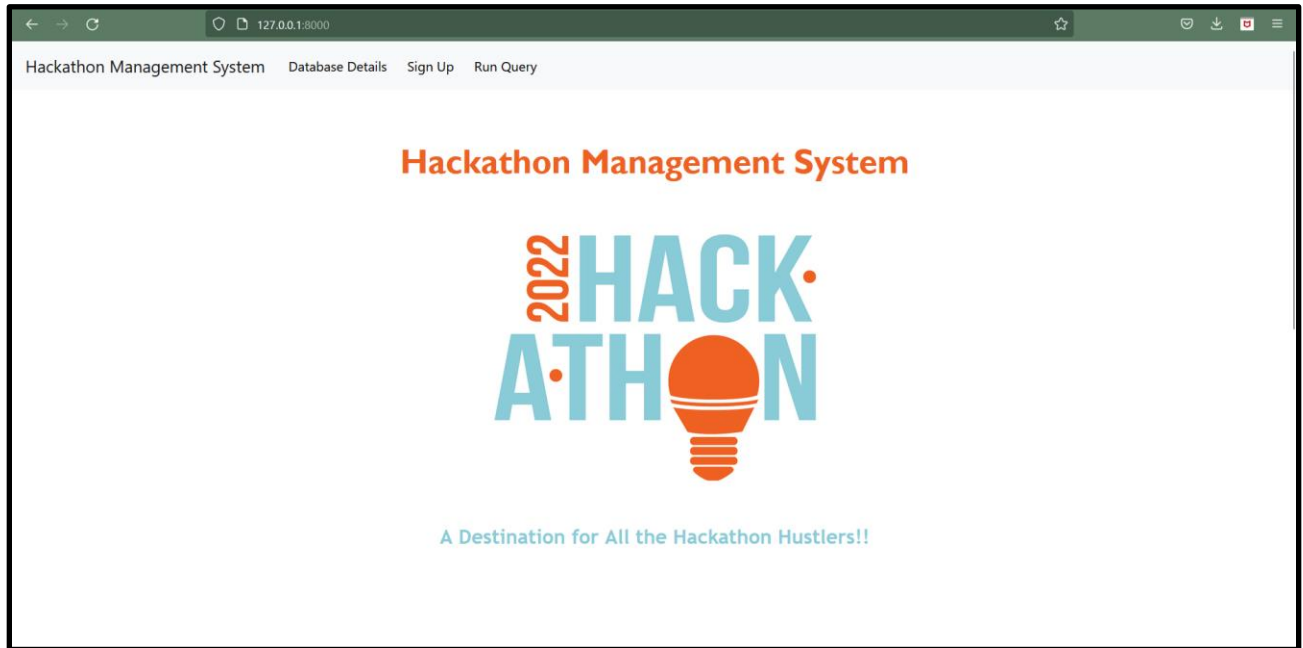 127.0.0.1:8000
Hackathon Management System Database Details Sign Up Run Query
Hackathon Management System
2022
HACK
ATHON
A Destination for All the Hackathon Hustlers!!